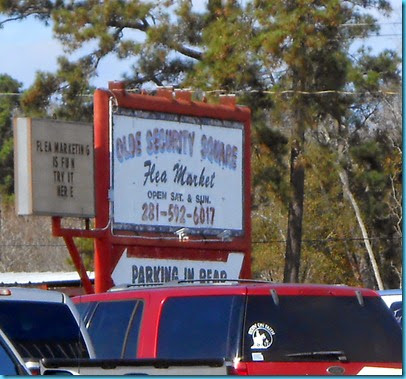 FLEA MARKETING
IS FUN
TRY IT
HERE
OLDE SECURITY SQUARE
Flea Market
OPEN SAT. & SUN.
281-592-6017
PARKING IN REAR